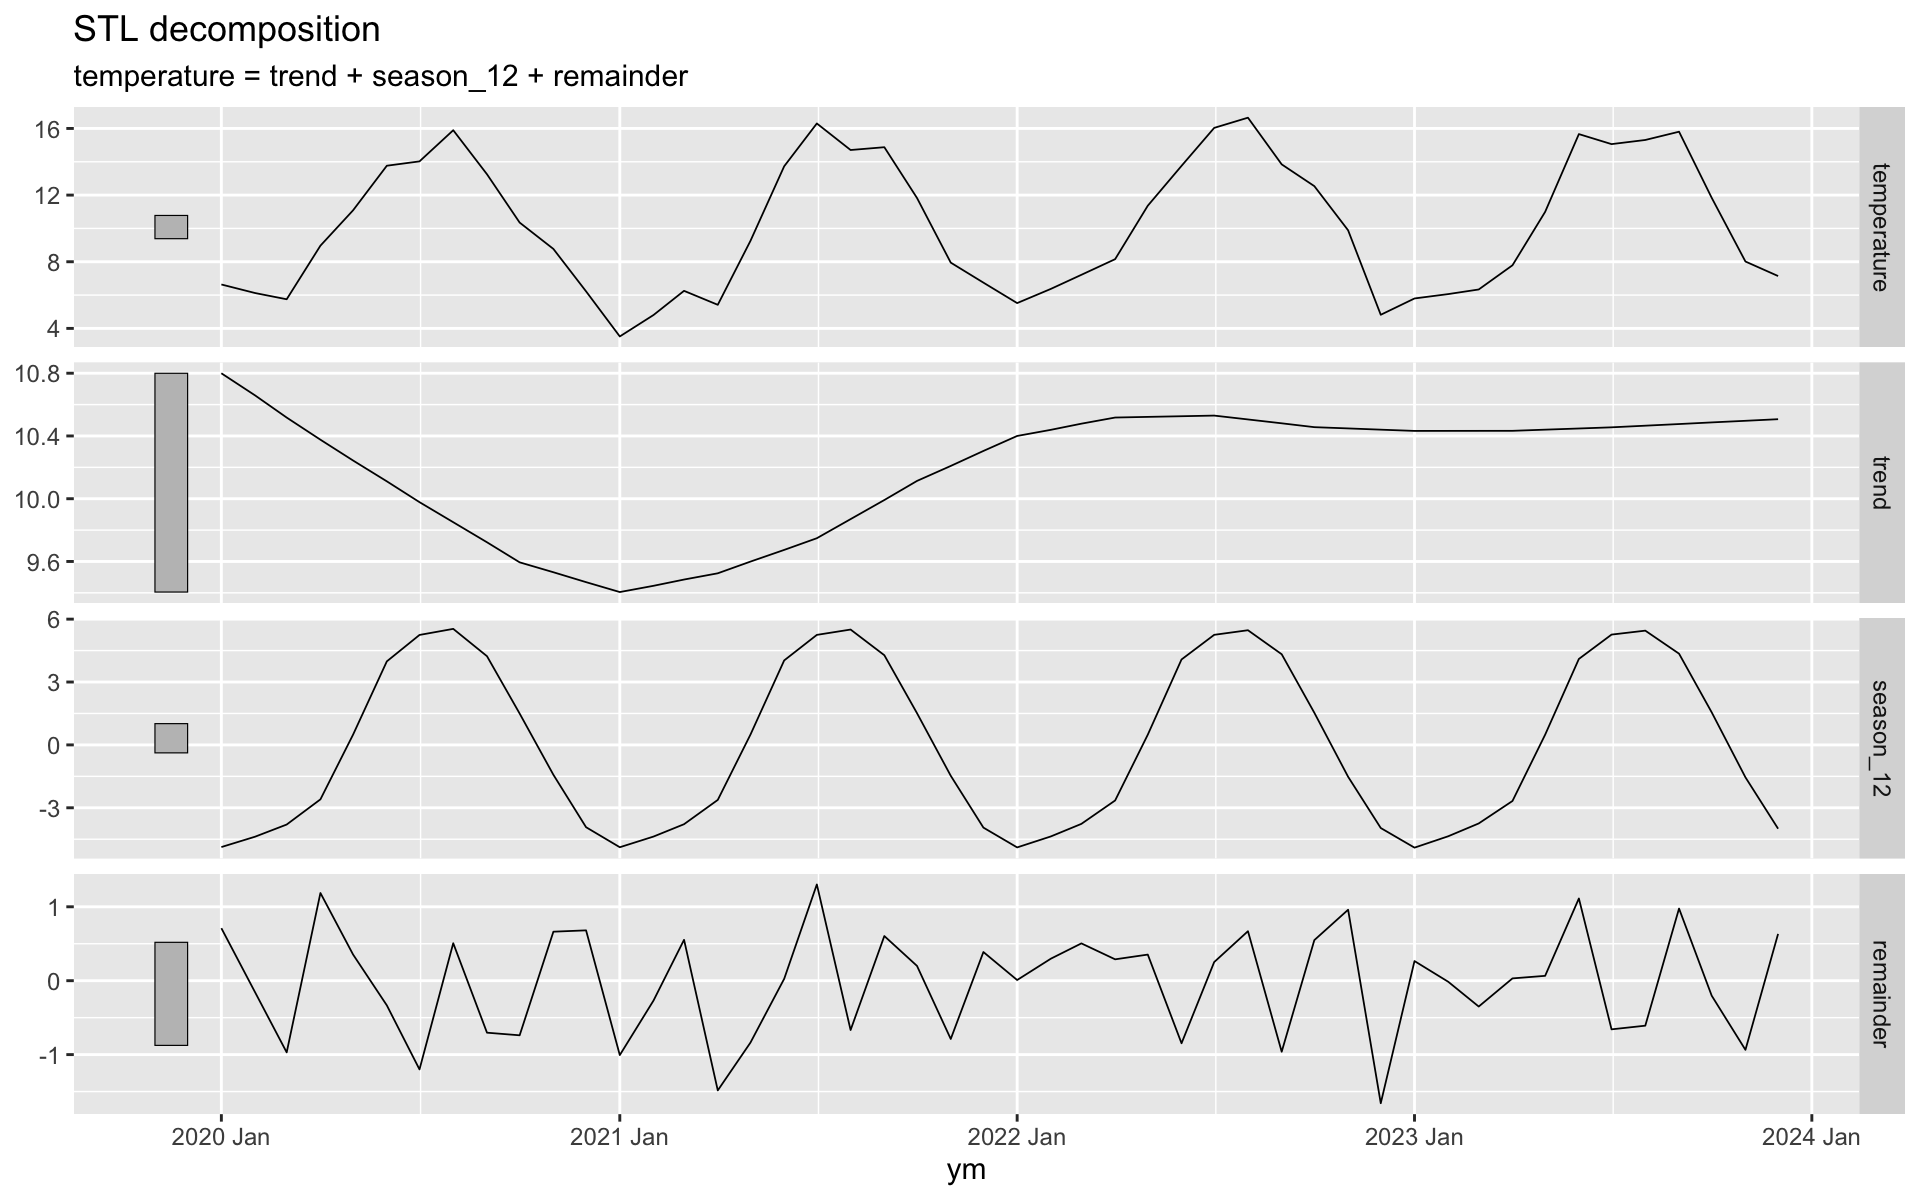 STL decomposition
temperature = trend + season_12 + remainder
16
12
8
4
temperature
10.8
10.4
10.0
9.6
trend
6
3
0
-3
season_12
1
0
-1
remainder
2020 Jan
2021 Jan
2022 Jan
2023 Jan
2024 Jan
ym